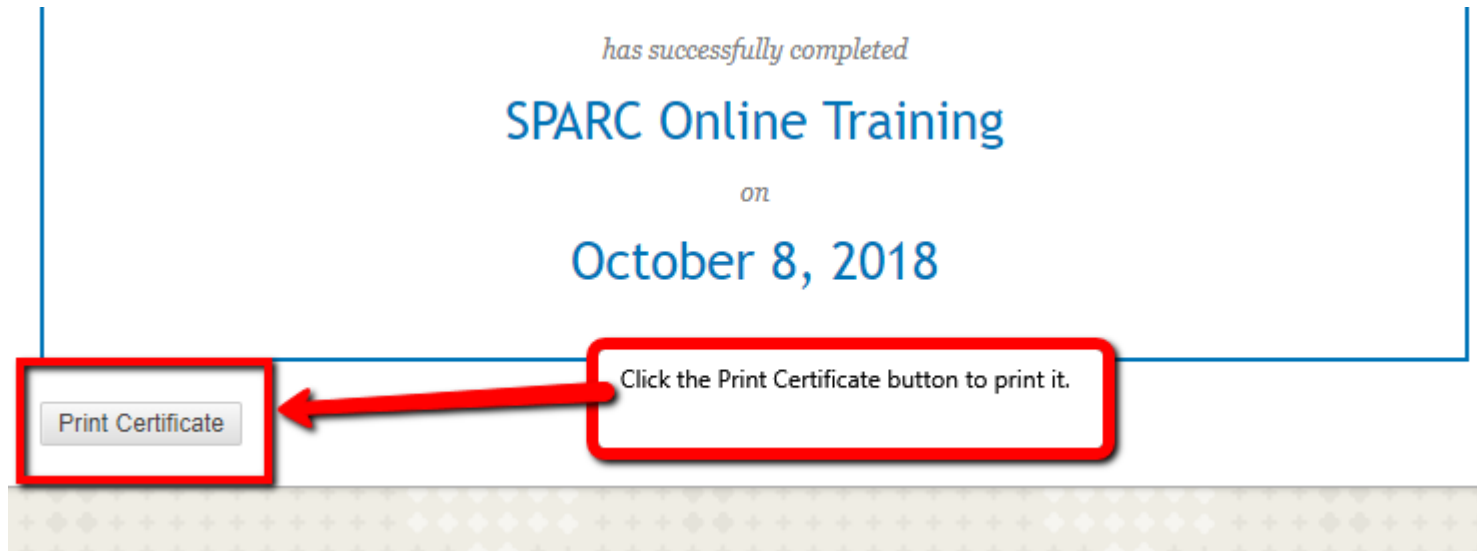 has successfully completed
SPARC Online Training
on
October 8, 2018
Click the Print Certificate button to print it.
Print Certificate